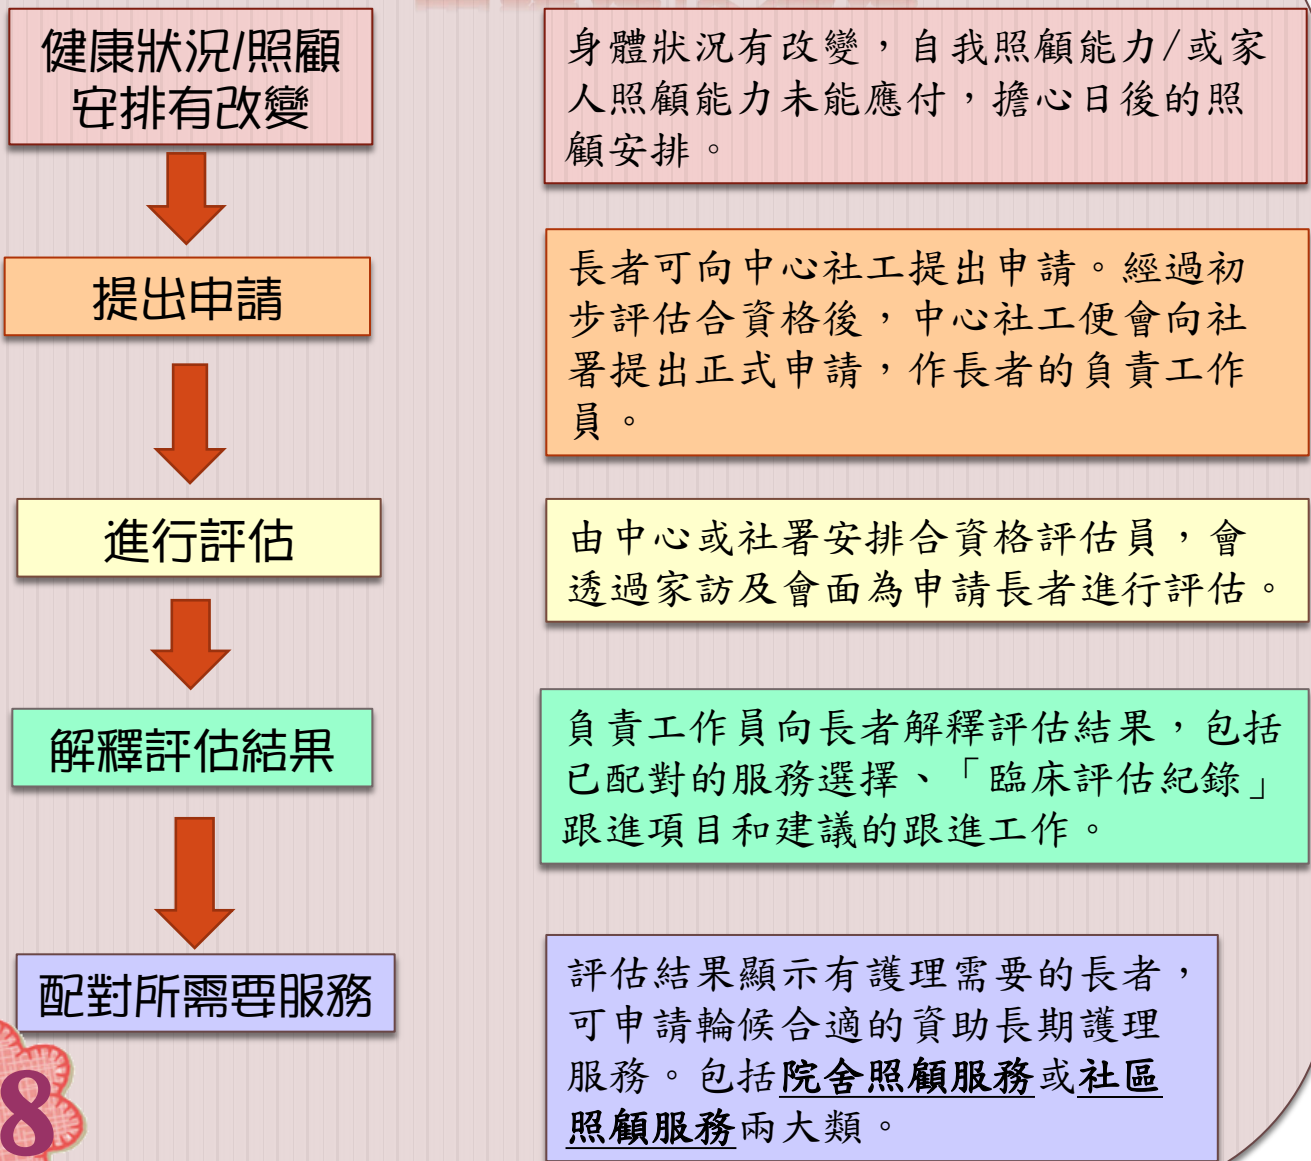 健康狀況/照顧
安排有改變
身體狀況有改變，自我照顧能力/或家
人照顧能力未能應付，擔心日後的照
顧安排。
提出申請
長者可向中心社工提出申請。經過初
步評估合資格後，中心社工便會向社
署提出正式申請，作長者的負責工作
員。
進行評估
由中心或社署安排合資格評估員，會
透過家訪及會面為申請長者進行評估。
解釋評估結果
負責工作員向長者解釋評估結果，包括
已配對的服務選擇、「臨床評估紀錄」
跟進項目和建議的跟進工作。
配對所需要服務
評估結果顯示有護理需要的長者，
可申請輪候合適的資助長期護理
服務。包括院舍照顧服務或社區
照顧服務兩大類。
8